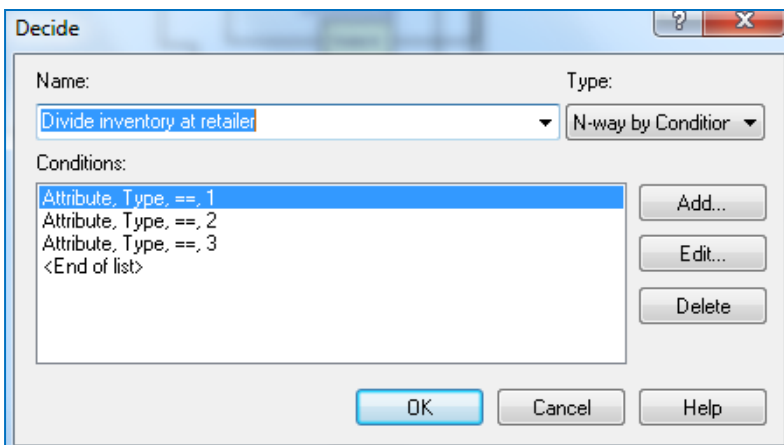 Decide
Name: Type:
Divide inventory at retailer N-way by Condition
Conditions:
Attribute, Type, ==, 1
Attribute, Type, ==, 2
Attribute, Type, ==, 3
<End of list>
Add...
Edit...
Delete
OK Cancel Help